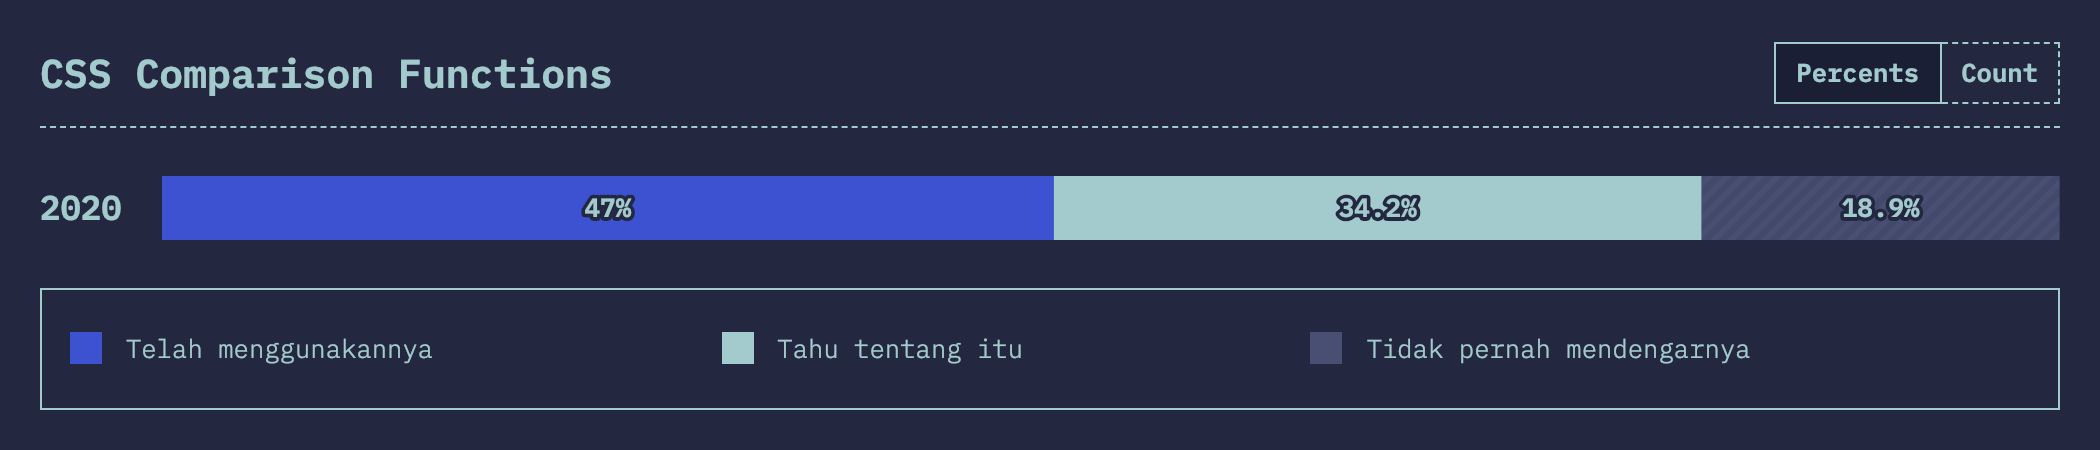 CSS Comparison Functions
Percents Count
2020 47% 34.2% 18.9%
Telah menggunakannya Tahu tentang itu Tidak pernah mendengarnya